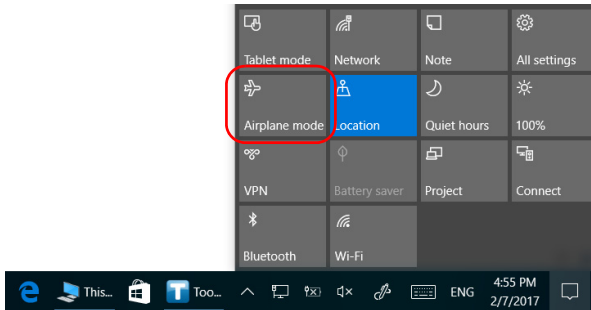 Tablet mode Network Note All settings
Airplane mode Location Quiet hours 100%
VPN Battery saver Project Connect
Bluetooth Wi-Fi
This... Too... ENG 4:55 PM
2/7/2017